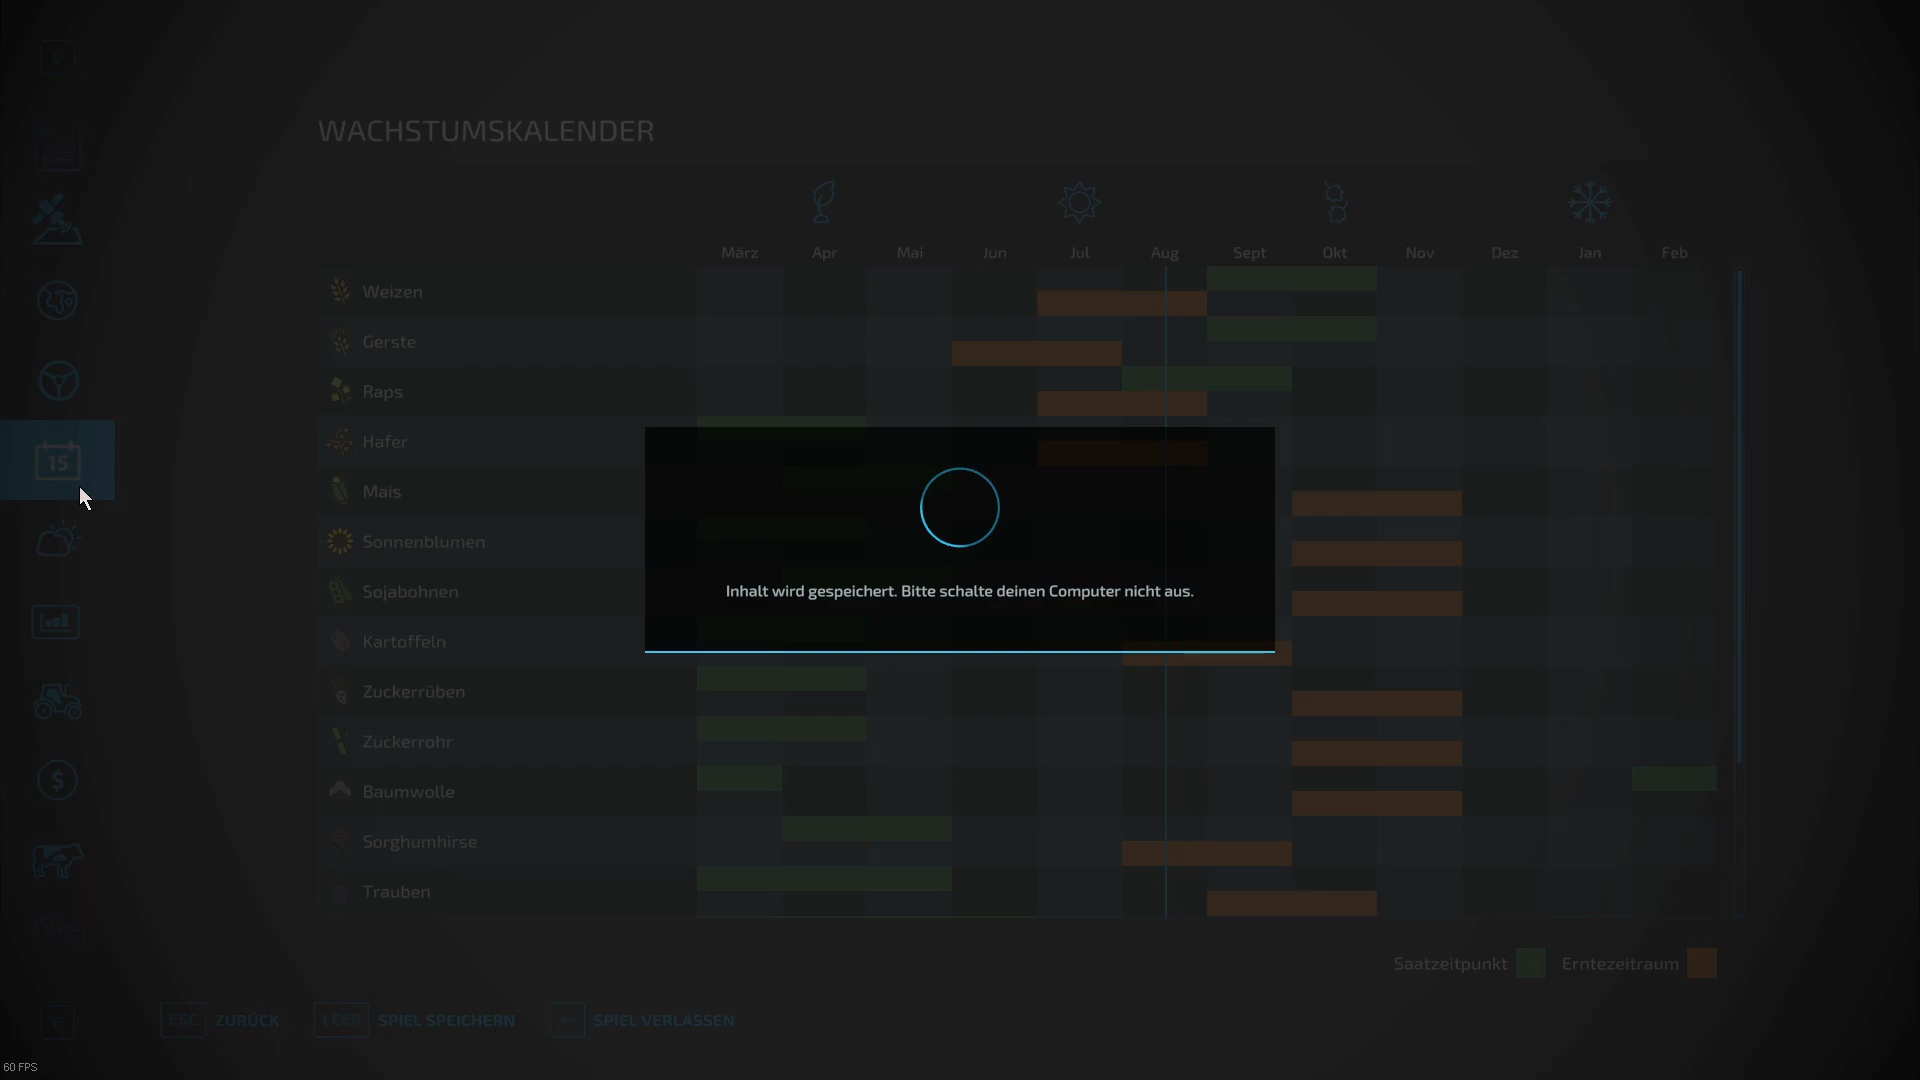 WACHSTUMSKALENDER
März Apr Mai Jun Jul Aug Sept Okt Nov Dez Jan Feb
Weizen
Gerste
Raps
Hafer
Mais
Sonnenblumen
Sojabohnen
Kartoffeln
Zuckerrüben
Zuckerrohr
Baumwolle
Sorghumhirse
Trauben
15
Inhalt wird gespeichert. Bitte schalte deinen Computer nicht aus.
Saatzeitpunkt Erntezeitraum
ESC ZURÜCK LEER SPIEL SPEICHERN SPIEL VERLASSEN
60 FPS